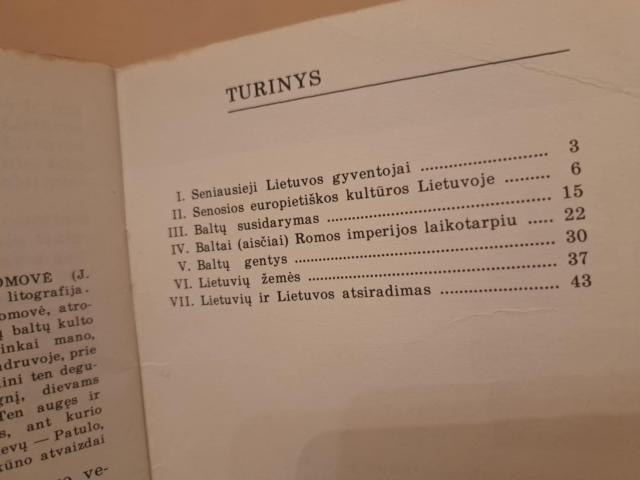 OMOVĖ (J.
litografija.
omovė, atro-
ų baltų kulto
inkai mano,
druvoje, prie
ini ten degu-
gnį, dievams
Ten augęs ir
s, ant kurio
evų — Patulo,
kūno atvaizdai
ve-
TURINYS
I. Seniausieji Lietuvos gyventojai .................... 3
II. Senosios europietiškos kultūros Lietuvoje ........ 6
III. Baltų susidarymas .................................... 15
IV. Baltai (aisčiai) Romos imperijos laikotarpiu ..... 22
V. Baltų gentys ............................................ 30
VI. Lietuvių žemės ........................................ 37
VII. Lietuvių ir Lietuvos atsiradimas .................... 43